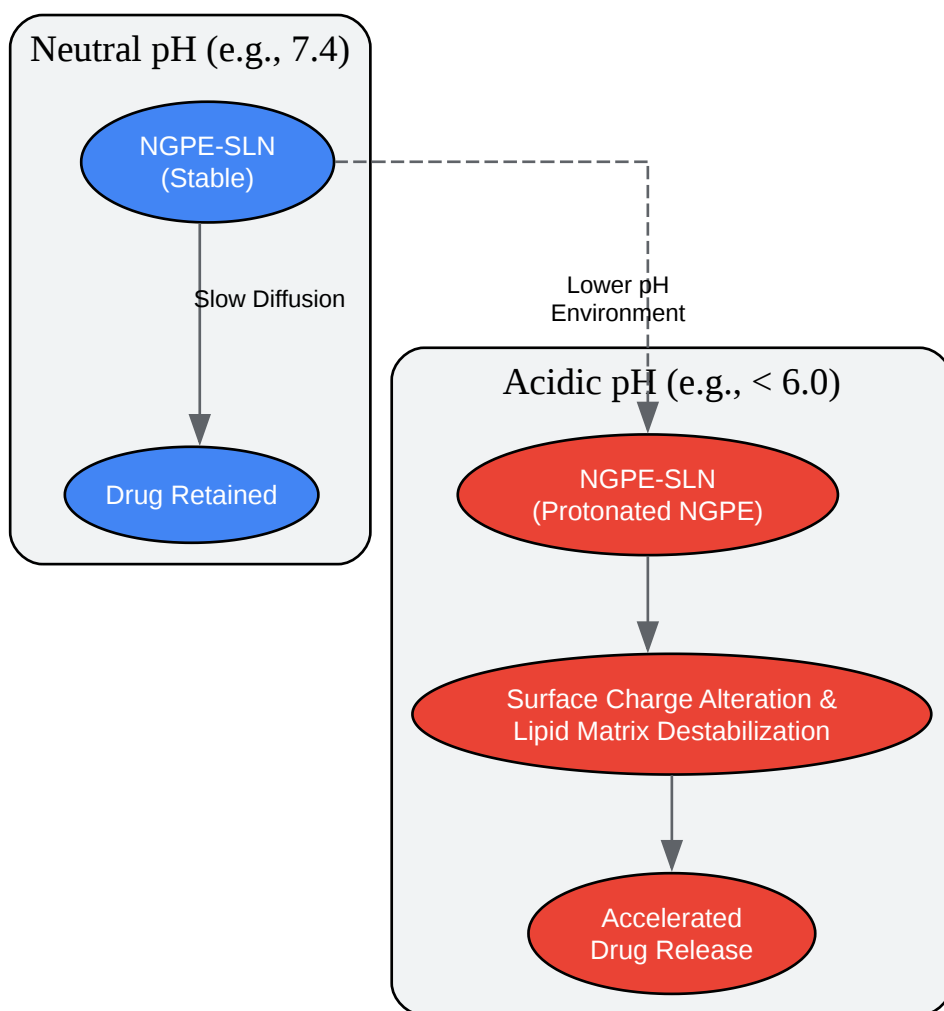 Neutral pH (e.g., 7.4)
NGPE-SLN
(Stable)
Slow Diffusion
Drug Retained
Lower pH
Environment
Acidic pH (e.g., < 6.0)
NGPE-SLN
(Protonated NGPE)
Surface Charge Alteration &
Lipid Matrix Destabilization
Accelerated
Drug Release